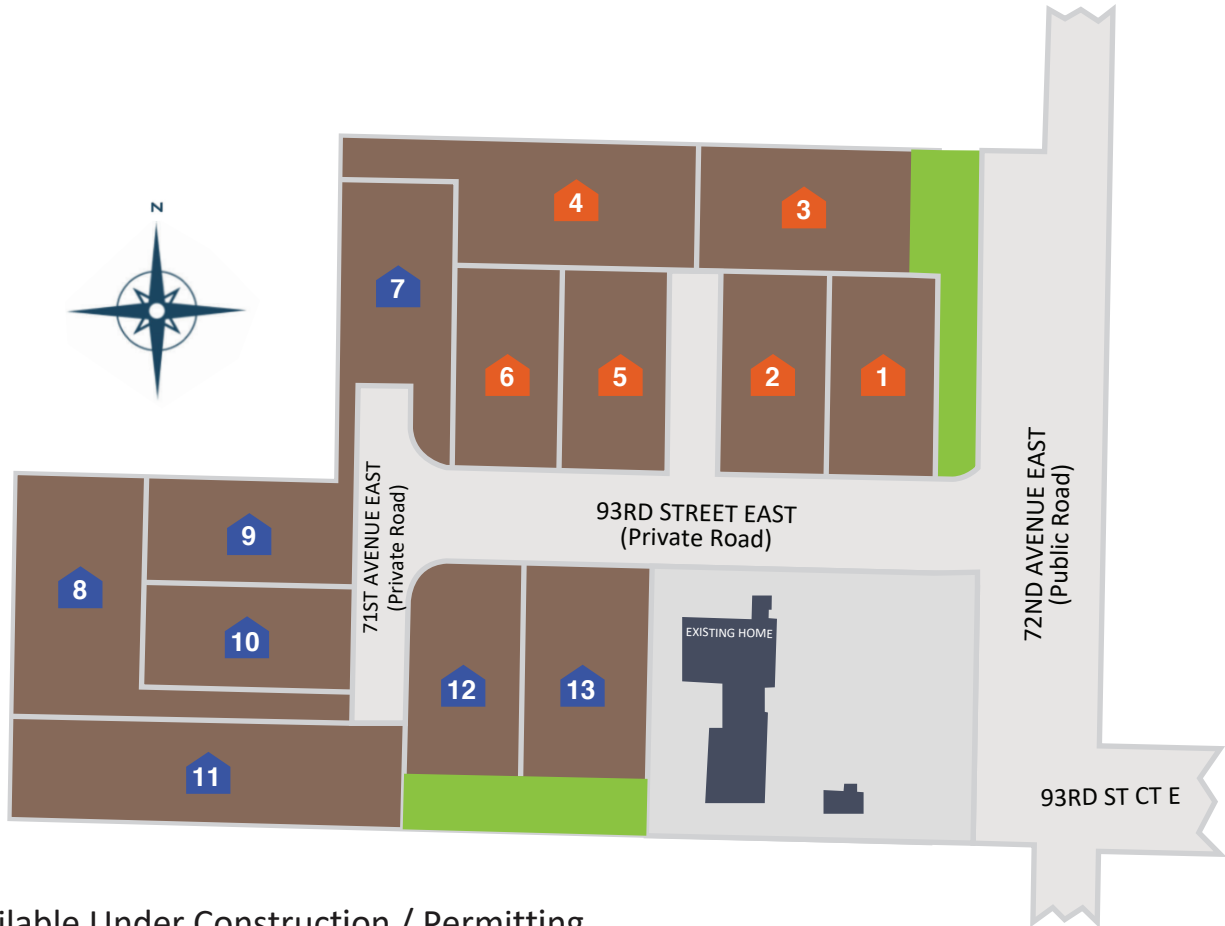 N
4
3
7
6
5
2
1
93RD STREET EAST
(Private Road)
71ST AVENUE EAST
(Private Road)
72ND AVENUE EAST
(Public Road)
9
8
10
EXISTING HOME
12
13
11
93RD ST CT E
Under Construction / Permitting